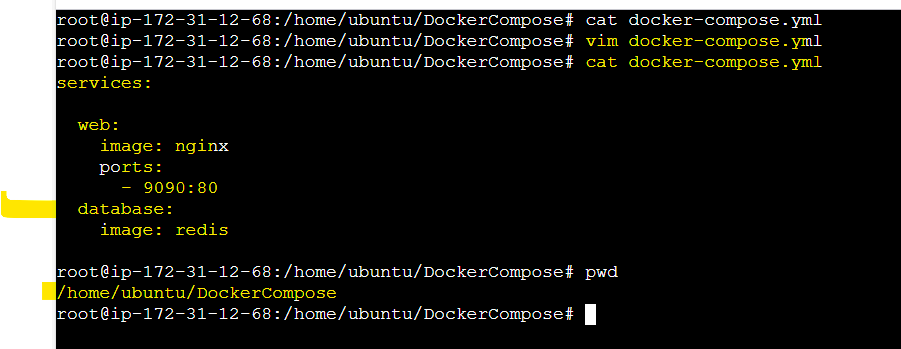 root@ip-172-31-12-68:/home/ubuntu/DockerCompose# cat docker-compose.yml
root@ip-172-31-12-68:/home/ubuntu/DockerCompose# vim docker-compose.yml
root@ip-172-31-12-68:/home/ubuntu/DockerCompose# cat docker-compose.yml
services:

  web:
    image: nginx
    ports:
      - 9090:80
  database:
    image: redis

root@ip-172-31-12-68:/home/ubuntu/DockerCompose# pwd
/home/ubuntu/DockerCompose
root@ip-172-31-12-68:/home/ubuntu/DockerCompose#